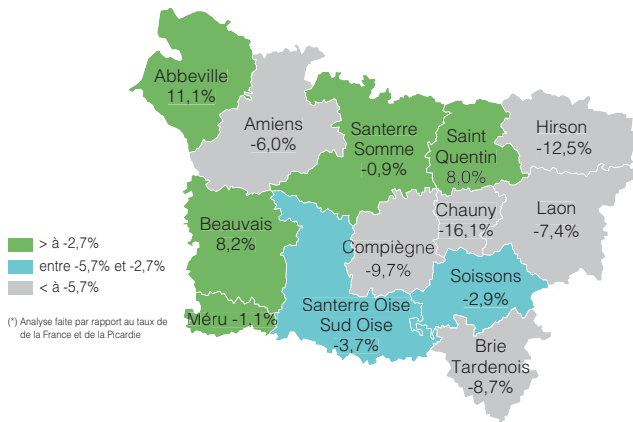 Abbeville
11,1%
Amiens
-6,0%
Santerre
Somme
-0,9%
Saint
Quentin
8,0%
Hirson
-12,5%
Beauvais
8,2%
Chauny
-16,1%
Laon
-7,4%
Compiègne
-9,7%
Soissons
-2,9%
Méru -1.1%
Santerre Oise
Sud Oise
-3,7%
Brie
Tardenois
-8,7%
> à -2,7%
entre -5,7% et -2,7%
< à -5,7%
(*) Analyse faite par rapport au taux de
de la France et de la Picardie